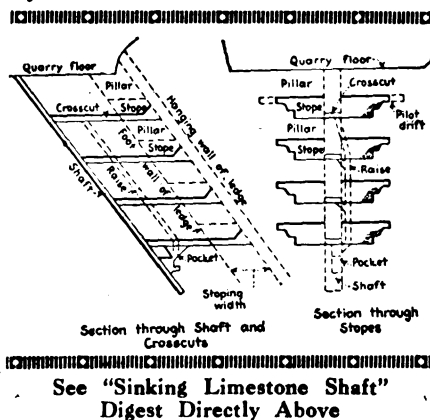 Quarry floor
Pillar
Stope
Crosscut
Pillar
Stope
Foot wall of ledge
Hanging wall of ledge
Raise
Shaft
Pocket
Stoping
width
Section through Shaft and
Crosscuts
Quarry floor
Pillar
Crosscut
Stope
Pilot
drift
Pillar
Stope
Raise
Pocket
Shaft
Section through
Stopes
See "Sinking Limestone Shaft"
Digest Directly Above